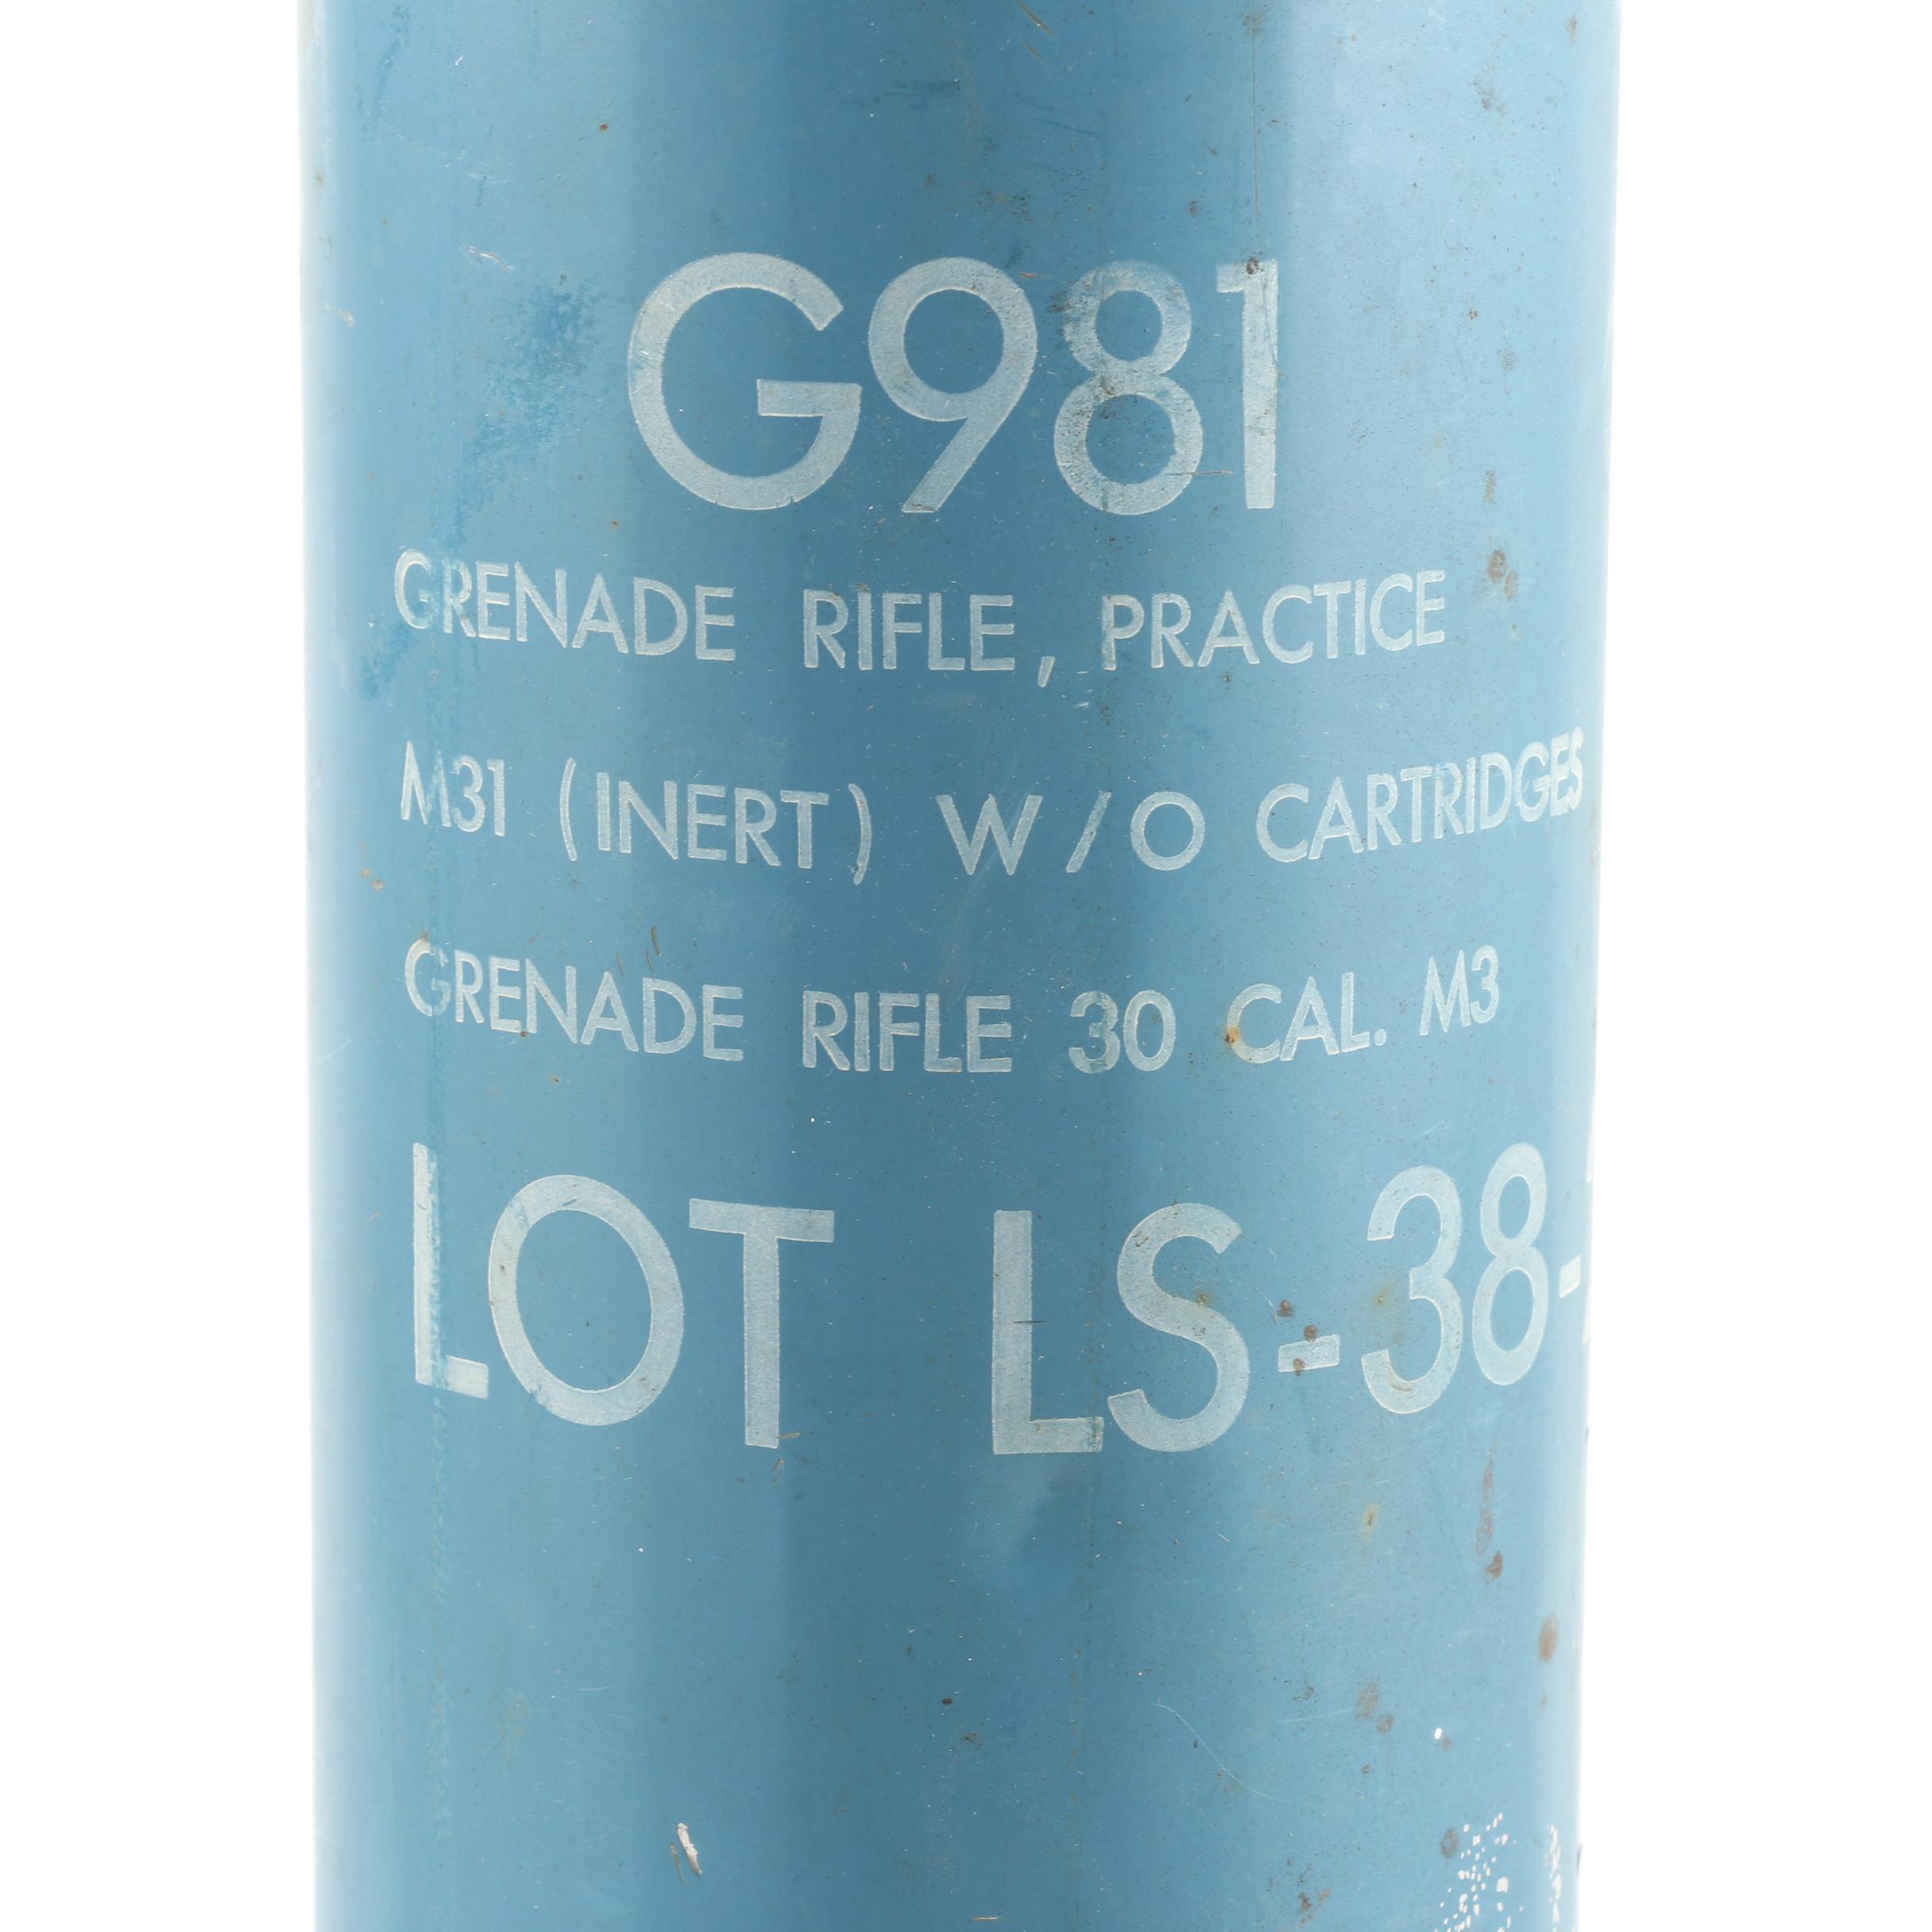 G981
GRENADE RIFLE, PRACTICE
M31 (INERT) W/O CARTRIDGES
GRENADE RIFLE 30 CAL. M3
LOT LS-38-